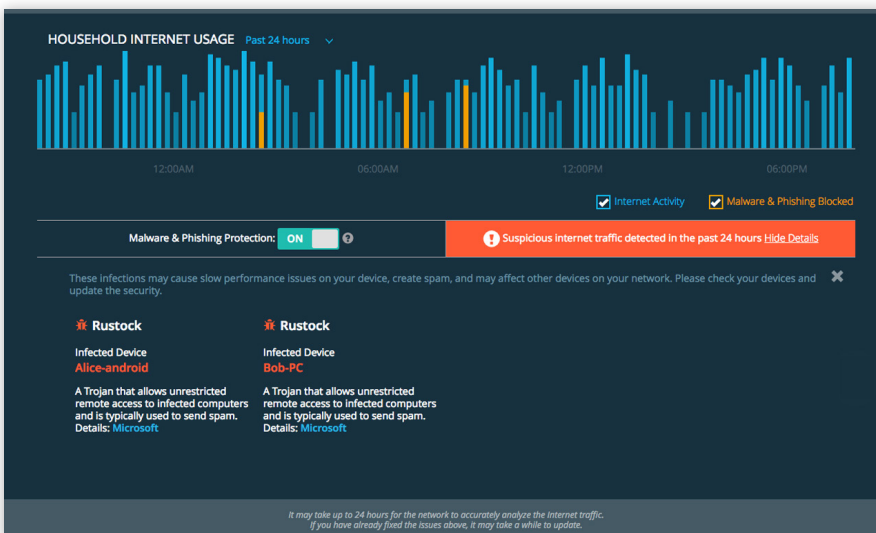 HOUSEHOLD INTERNET USAGE Past 24 hours
12:00AM 06:00AM 12:00PM 06:00PM
Internet Activity Malware & Phishing Blocked
Malware & Phishing Protection: ON ? ! Suspicious internet traffic detected in the past 24 hours Hide Details
These infections may cause slow performance issues on your device, create spam, and may affect other devices on your network. Please check your devices and
update the security.
Rustock
Infected Device
Alice-android
A Trojan that allows unrestricted
remote access to infected computers
and is typically used to send spam.
Details: Microsoft
Rustock
Infected Device
Bob-PC
A Trojan that allows unrestricted
remote access to infected computers
and is typically used to send spam.
Details: Microsoft
It may take up to 24 hours for the network to accurately analyze the Internet traffic.
If you have already fixed the issues above, it may take a while to update.